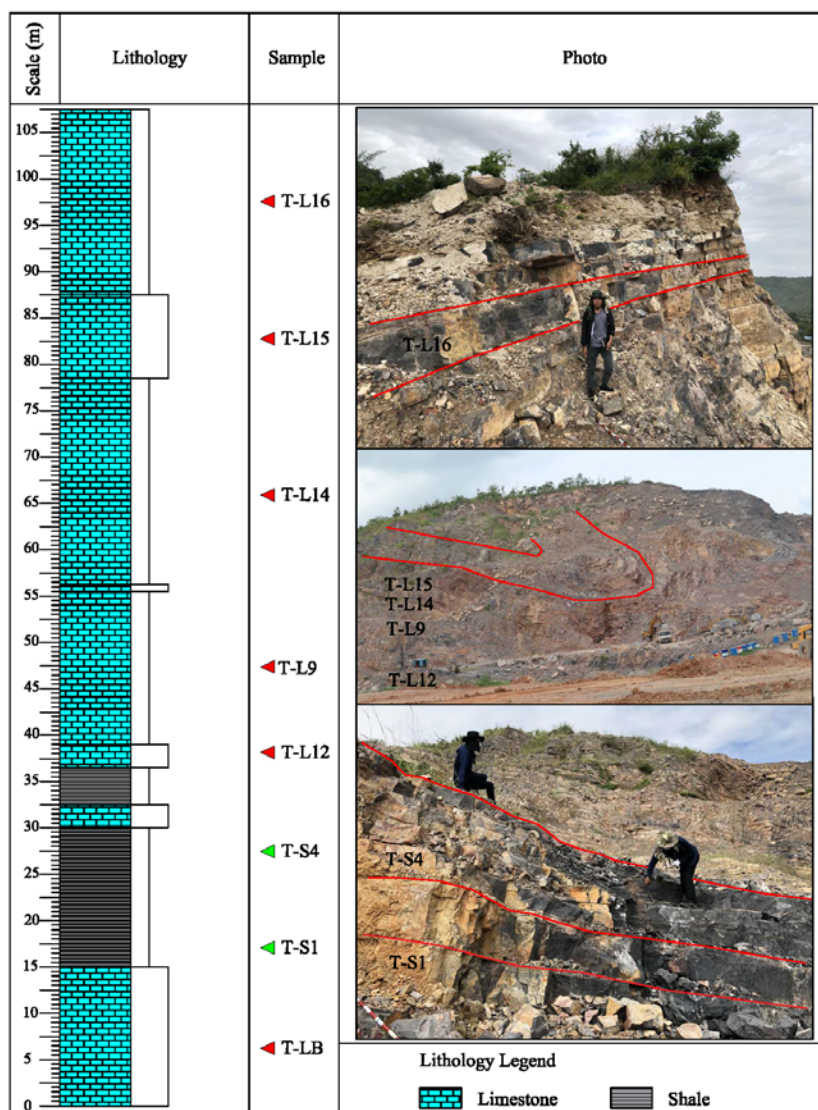 Scale (m)
Lithology
Sample
Photo
105
100
95
90
85
80
75
70
65
60
55
50
45
40
35
30
25
20
15
10
5
0
T-L16
T-L15
T-L14
T-L9
T-L12
T-S4
T-S1
T-LB
T-L16
T-L15
T-L14
T-L9
T-L12
T-S4
T-S1
Lithology Legend
Limestone
Shale